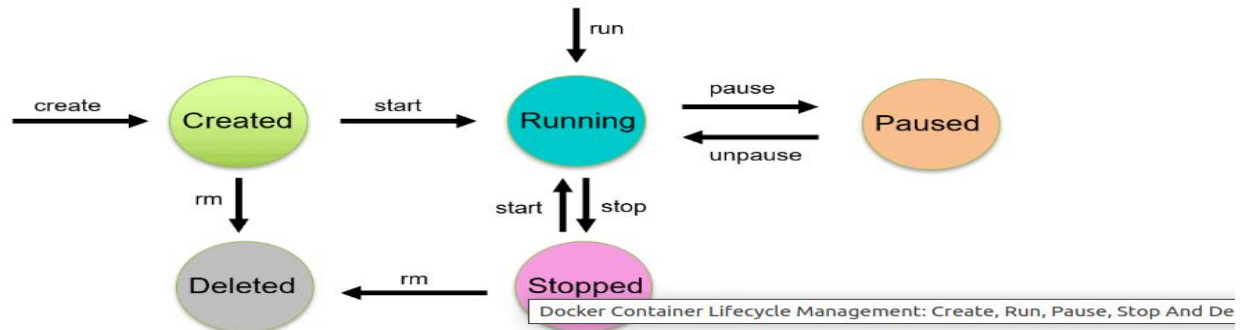 run
create
Created
start
Running
pause
unpause
Paused
rm
start
stop
Deleted
rm
Stopped
Docker Container Lifecycle Management: Create, Run, Pause, Stop And De